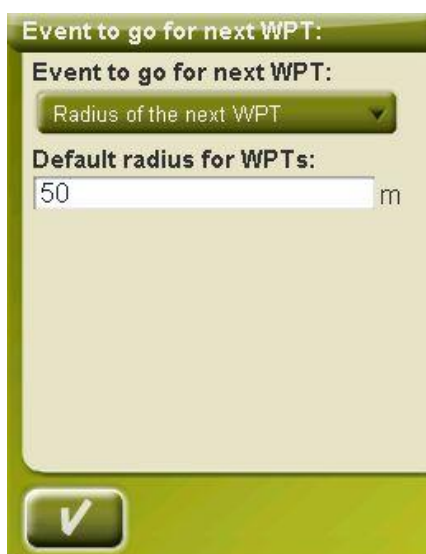 Event to go for next WPT:
Event to go for next WPT:
Radius of the next WPT
Default radius for WPTs:
50 m